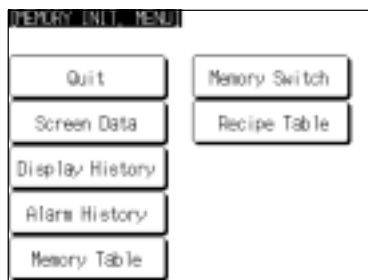 [MEMORY INIT. MENU]
Quit
Memory Switch
Screen Data
Recipe Table
Display History
Alarm History
Memory Table